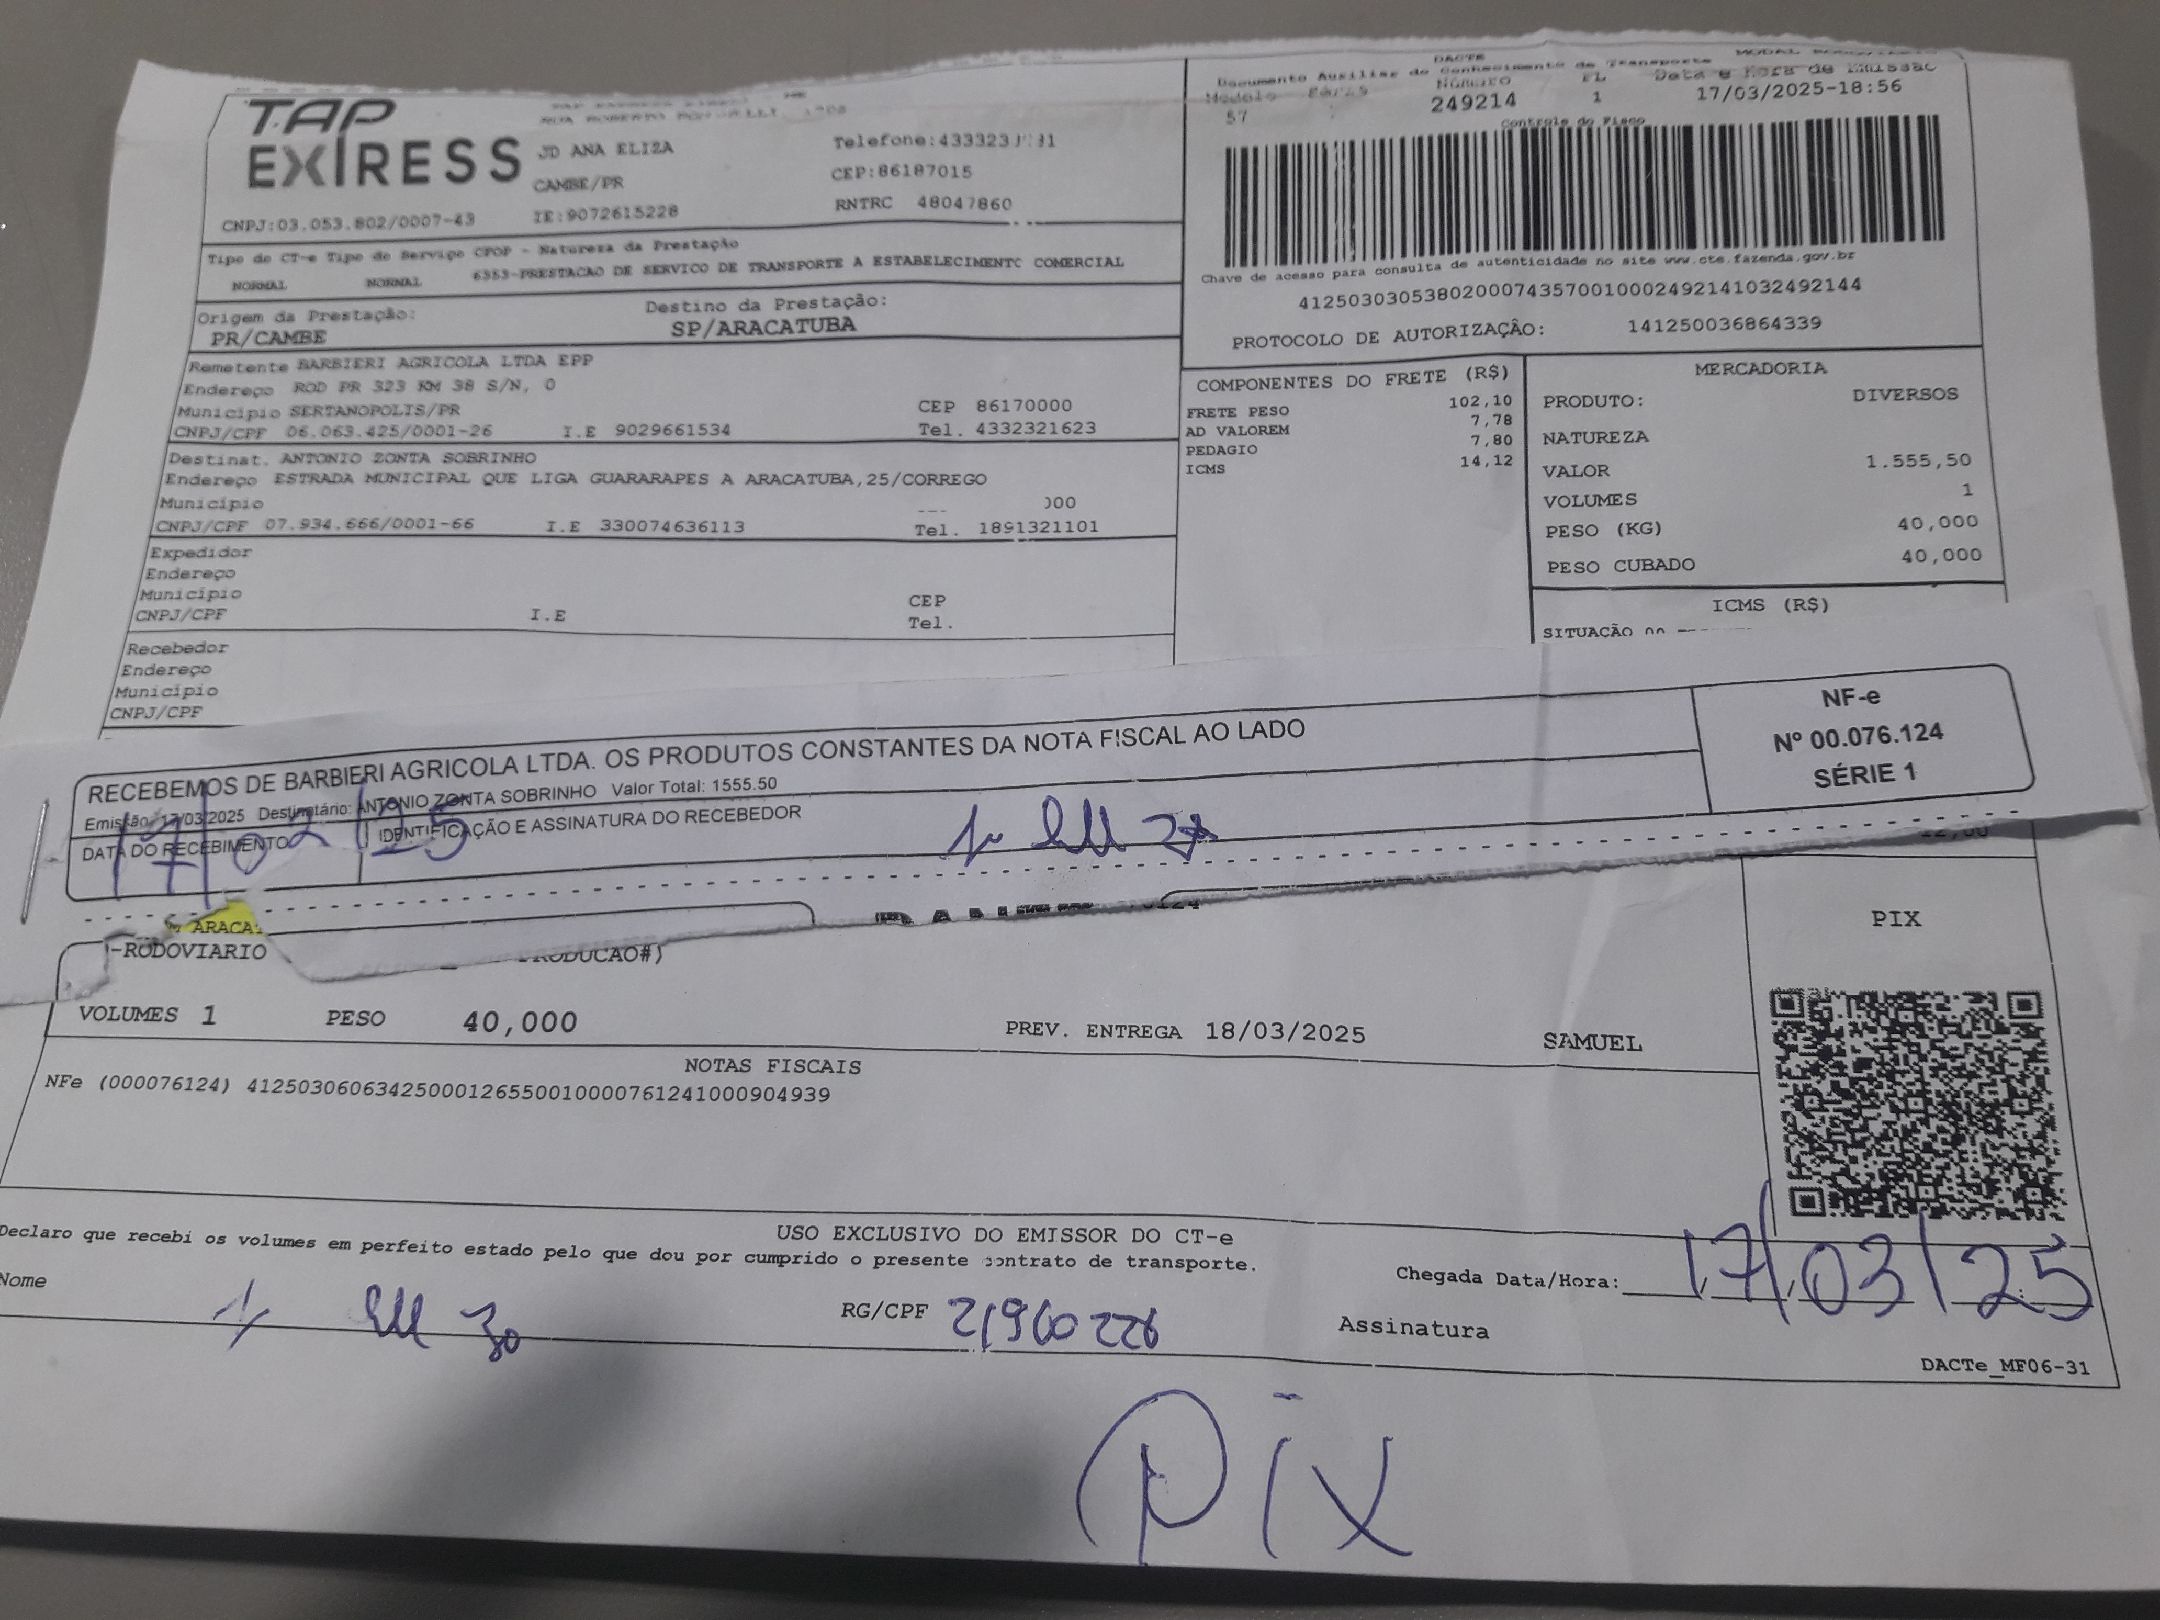 TAP
EXPRESS
JD ANA ELIZA
CAMBE/PR
Telefone:433323
CEP:86187015
CNPJ:03.053.802/0007-43 IE:9072615228 RNTRC 48047860
Tipo de CT-e Tipo de Serviço CFOP - Natureza da Prestação
NORMAL NORMAL 6353-PRESTACAO DE SERVICO DE TRANSPORTE A ESTABELECIMENTO COMERCIAL
Origem da Prestação: Destino da Prestação:
PR/CAMBE SP/ARACATUBA
Remetente BARBIERI AGRICOLA LTDA EPP
Endereço ROD PR 323 KM 38 S/N, 0
Município SERTANOPOLIS/PR CEP 86170000
CNPJ/CPF 06.063.425/0001-26 I.E 9029661534 Tel. 4332321623
Destinat. ANTONIO ZONTA SOBRINHO
Endereço ESTRADA MUNICIPAL QUE LIGA GUARARAPES A ARACATUBA,25/CORREGO
Município 000
CNPJ/CPF 07.934.666/0001-66 I.E 330074636113 Tel. 1891321101
Expedidor
Endereço
Município CEP
CNPJ/CPF I.E Tel.
Recebedor
Endereço
Município
CNPJ/CPF
DACTE MODAL
Documento Auxiliar do Conhecimento de Transporte
Modelo Série NÚMERO FL Data e Hora de Emissão
57 249214 1 17/03/2025-18:56
Controle do Fisco
Chave de acesso para consulta de autenticidade no site www.cte.fazenda.gov.br
41250303053802000743570010002492141032492144
PROTOCOLO DE AUTORIZAÇÃO: 141250036864339
COMPONENTES DO FRETE (R$)
FRETE PESO 102,10
AD VALOREM 7,78
PEDAGIO 7,80
ICMS 14,12
MERCADORIA
PRODUTO: DIVERSOS
NATUREZA
VALOR 1.555,50
VOLUMES 1
PESO (KG) 40,000
PESO CUBADO 40,000
ICMS (R$)
SITUAÇÃO
RECEBEMOS DE BARBIERI AGRICOLA LTDA. OS PRODUTOS CONSTANTES DA NOTA FISCAL AO LADO
Emissão: 17/03/2025 Destinatário: ANTONIO ZONTA SOBRINHO Valor Total: 1555.50
DATA DO RECEBIMENTO IDENTIFICAÇÃO E ASSINATURA DO RECEBEDOR
NF-e
Nº 00.076.124
SÉRIE 1
12,00
-RODOVIARIO
VOLUMES 1 PESO 40,000 PREV. ENTREGA 18/03/2025 SAMUEL
PIX
NOTAS FISCAIS
NFe (000076124) 41250306063425000126550010000761241000904939
USO EXCLUSIVO DO EMISSOR DO CT-e
Declaro que recebi os volumes em perfeito estado pelo que dou por cumprido o presente contrato de transporte.
Chegada Data/Hora: 17/03/25
Nome RG/CPF Assinatura
DACTe_MF06-31
Pix